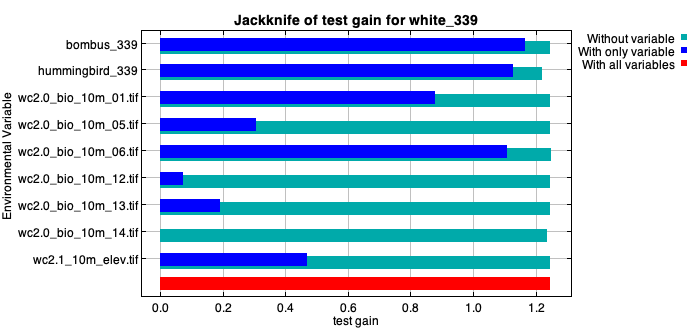 Jackknife of test gain for white_339
Without variable
With only variable
With all variables
Environmental Variable
bombus_339
hummingbird_339
wc2.0_bio_10m_01.tif
wc2.0_bio_10m_05.tif
wc2.0_bio_10m_06.tif
wc2.0_bio_10m_12.tif
wc2.0_bio_10m_13.tif
wc2.0_bio_10m_14.tif
wc2.1_10m_elev.tif
0.0 0.2 0.4 0.6 0.8 1.0 1.2
test gain